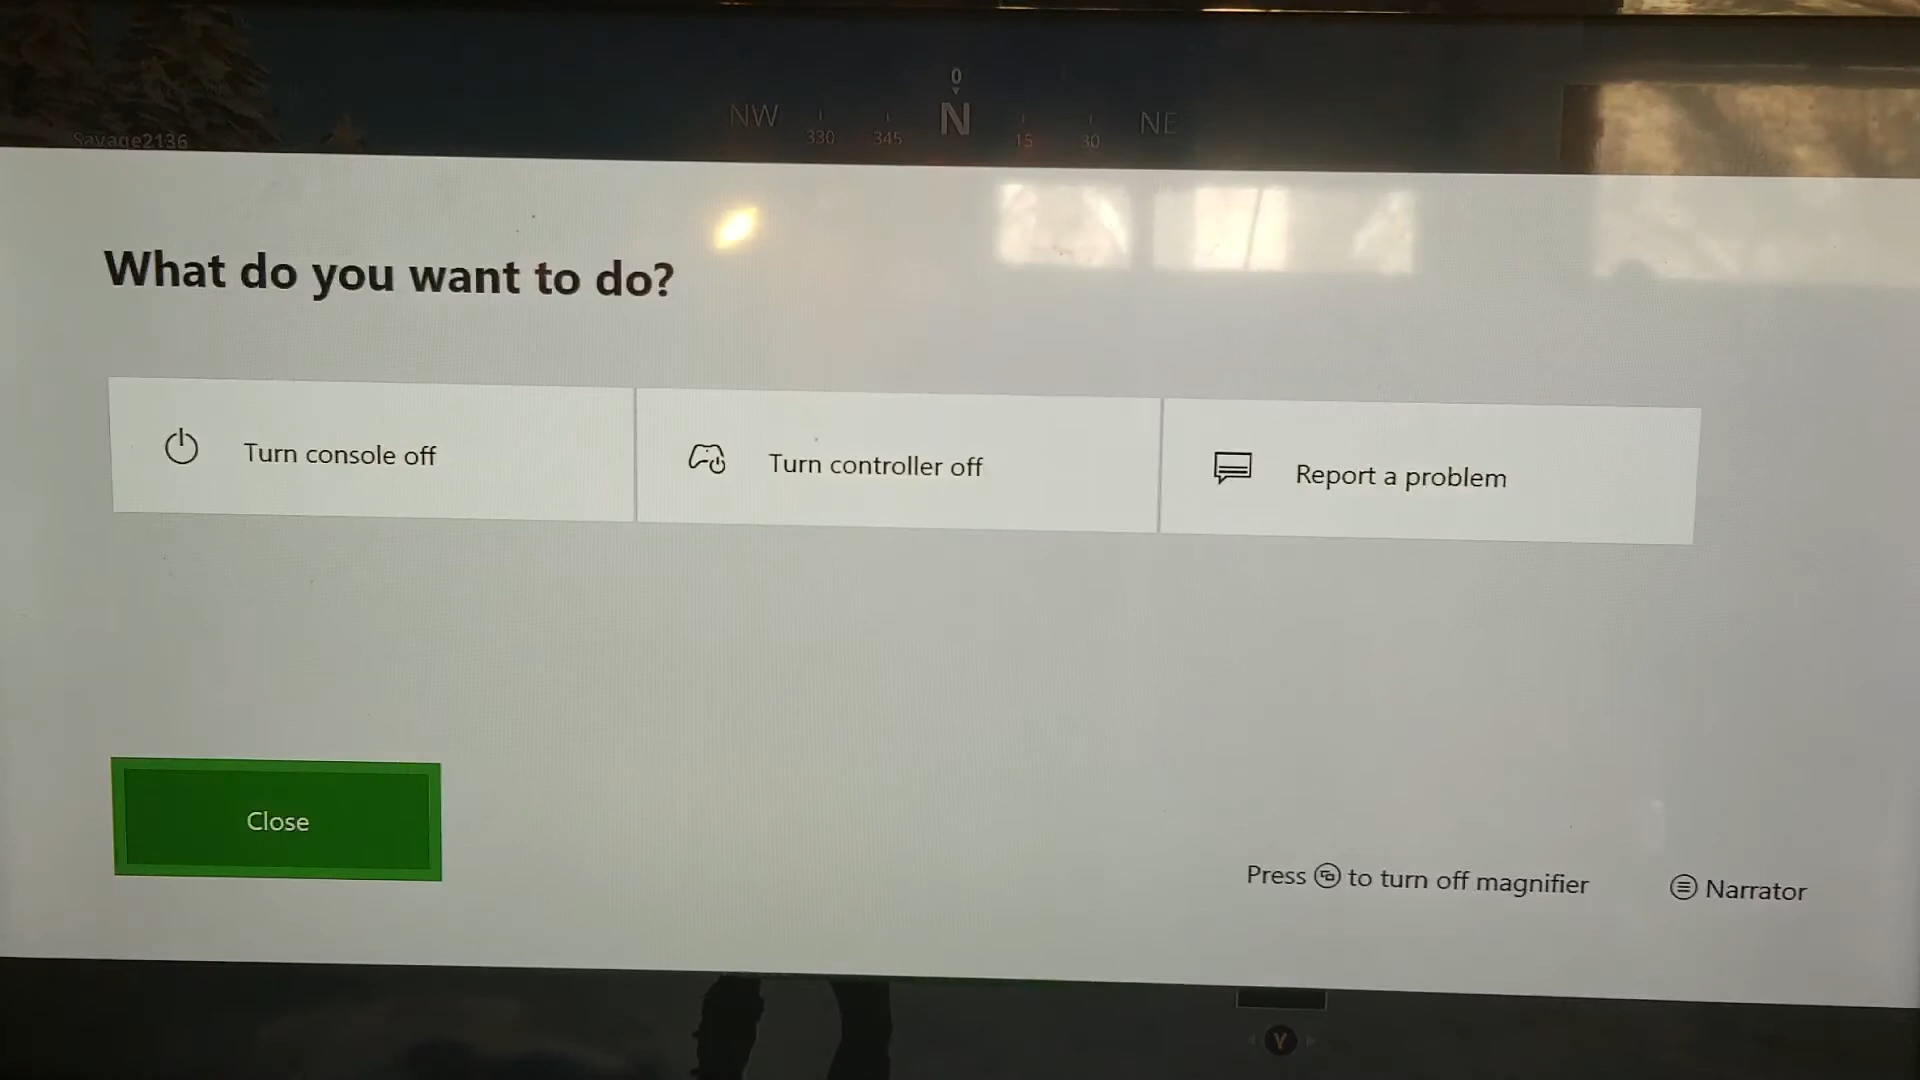 0
NW 330 345 N 15 30 NE
Savage2136
What do you want to do?
Turn console off
Turn controller off
Report a problem
Close
Press to turn off magnifier
Narrator
Y